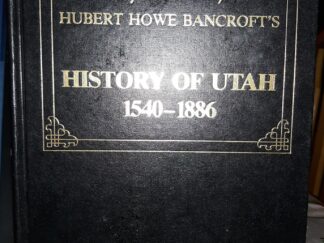 HUBERT HOWE BANCROFT'S
HISTORY OF UTAH
1540–1886